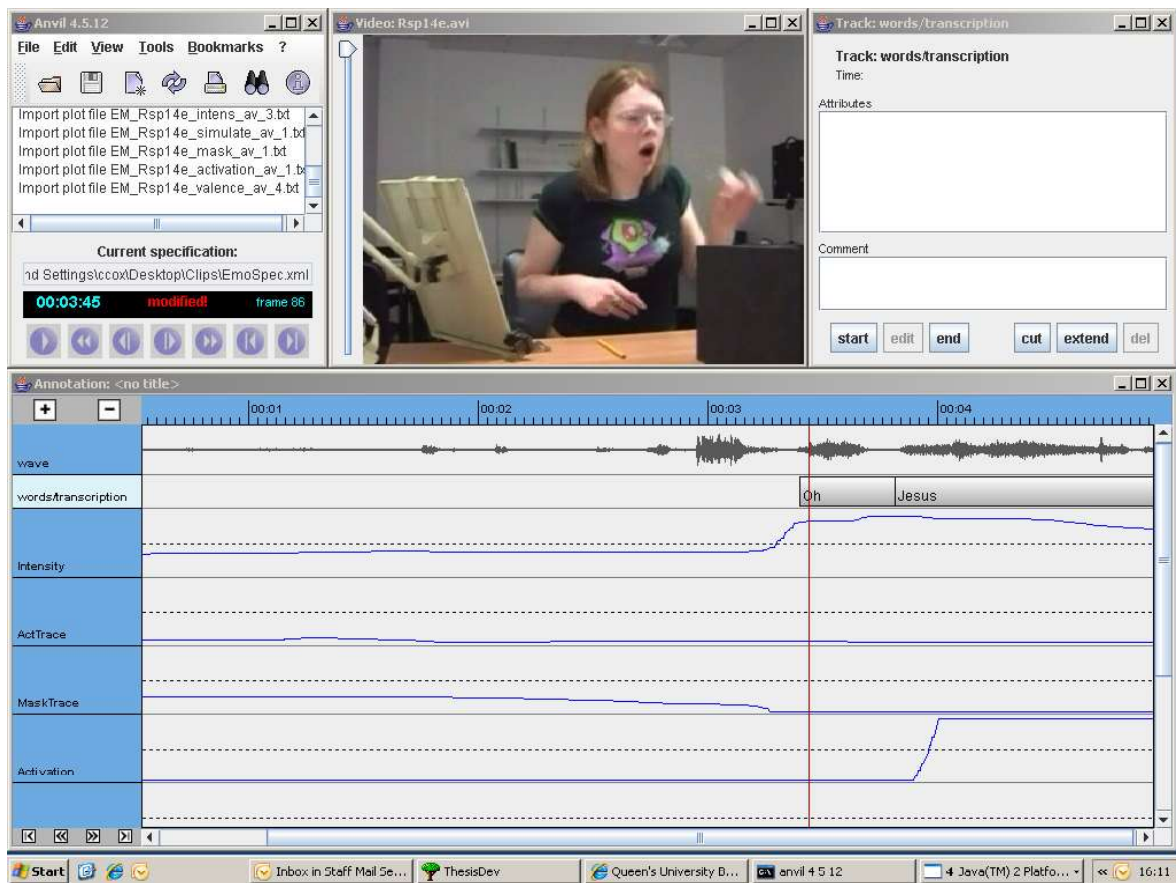 Anvil 4.5.12
File Edit View Tools Bookmarks ?
Import plot file EM_Rsp14e_intens_av_3.txt
Import plot file EM_Rsp14e_simulate_av_1.txt
Import plot file EM_Rsp14e_mask_av_1.txt
Import plot file EM_Rsp14e_activation_av_1.tx
Import plot file EM_Rsp14e_valence_av_4.txt
Current specification:
nd Settings\ccox\Desktop\Clips\EmoSpec.xml
00:03:45 modified! frame 86
Video: Rsp14e.avi
Track: words/transcription
Track: words/transcription
Time:
Attributes
Comment
start edit end cut extend del
Annotation: <no title>
+ -
00:01 00:02 00:03 00:04
wave
words/transcription Oh Jesus
Intensity
ActTrace
MaskTrace
Activation
Start Inbox in Staff Mail Se... ThesisDev Queen's University B... anvil 4 5 12 4 Java(TM) 2 Platfo... « 16:11